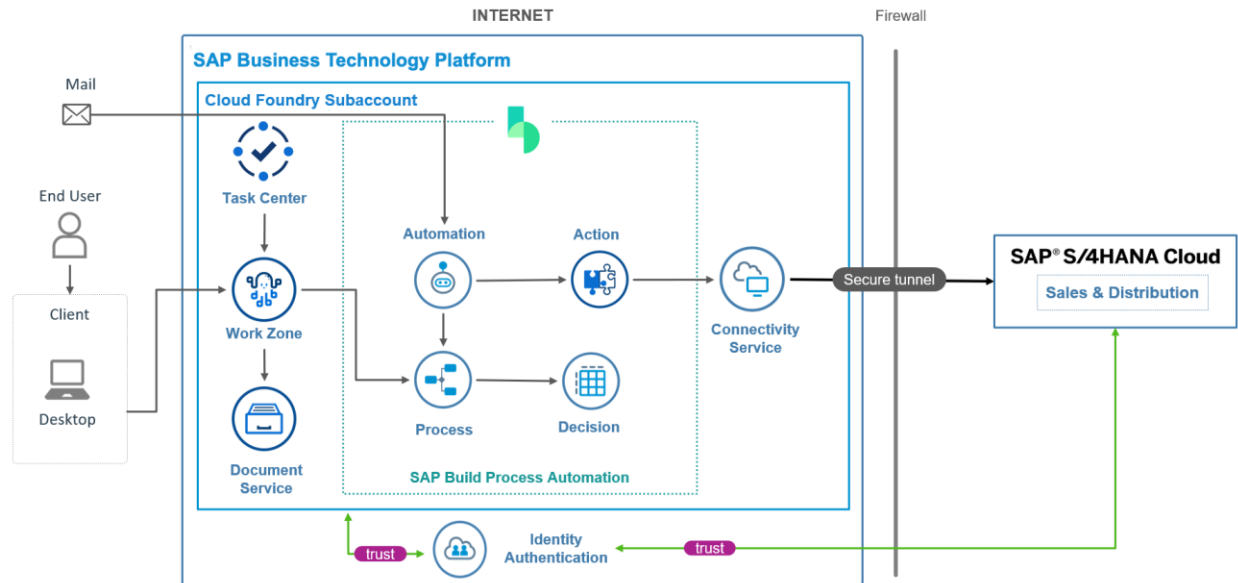 INTERNET
Firewall
SAP Business Technology Platform
Mail
Cloud Foundry Subaccount
End User
Task Center
Automation
Action
SAP® S/4HANA Cloud
Secure tunnel
Sales & Distribution
Client
Work Zone
Connectivity
Service
Desktop
Process
Decision
Document
Service
SAP Build Process Automation
trust
Identity
Authentication
trust